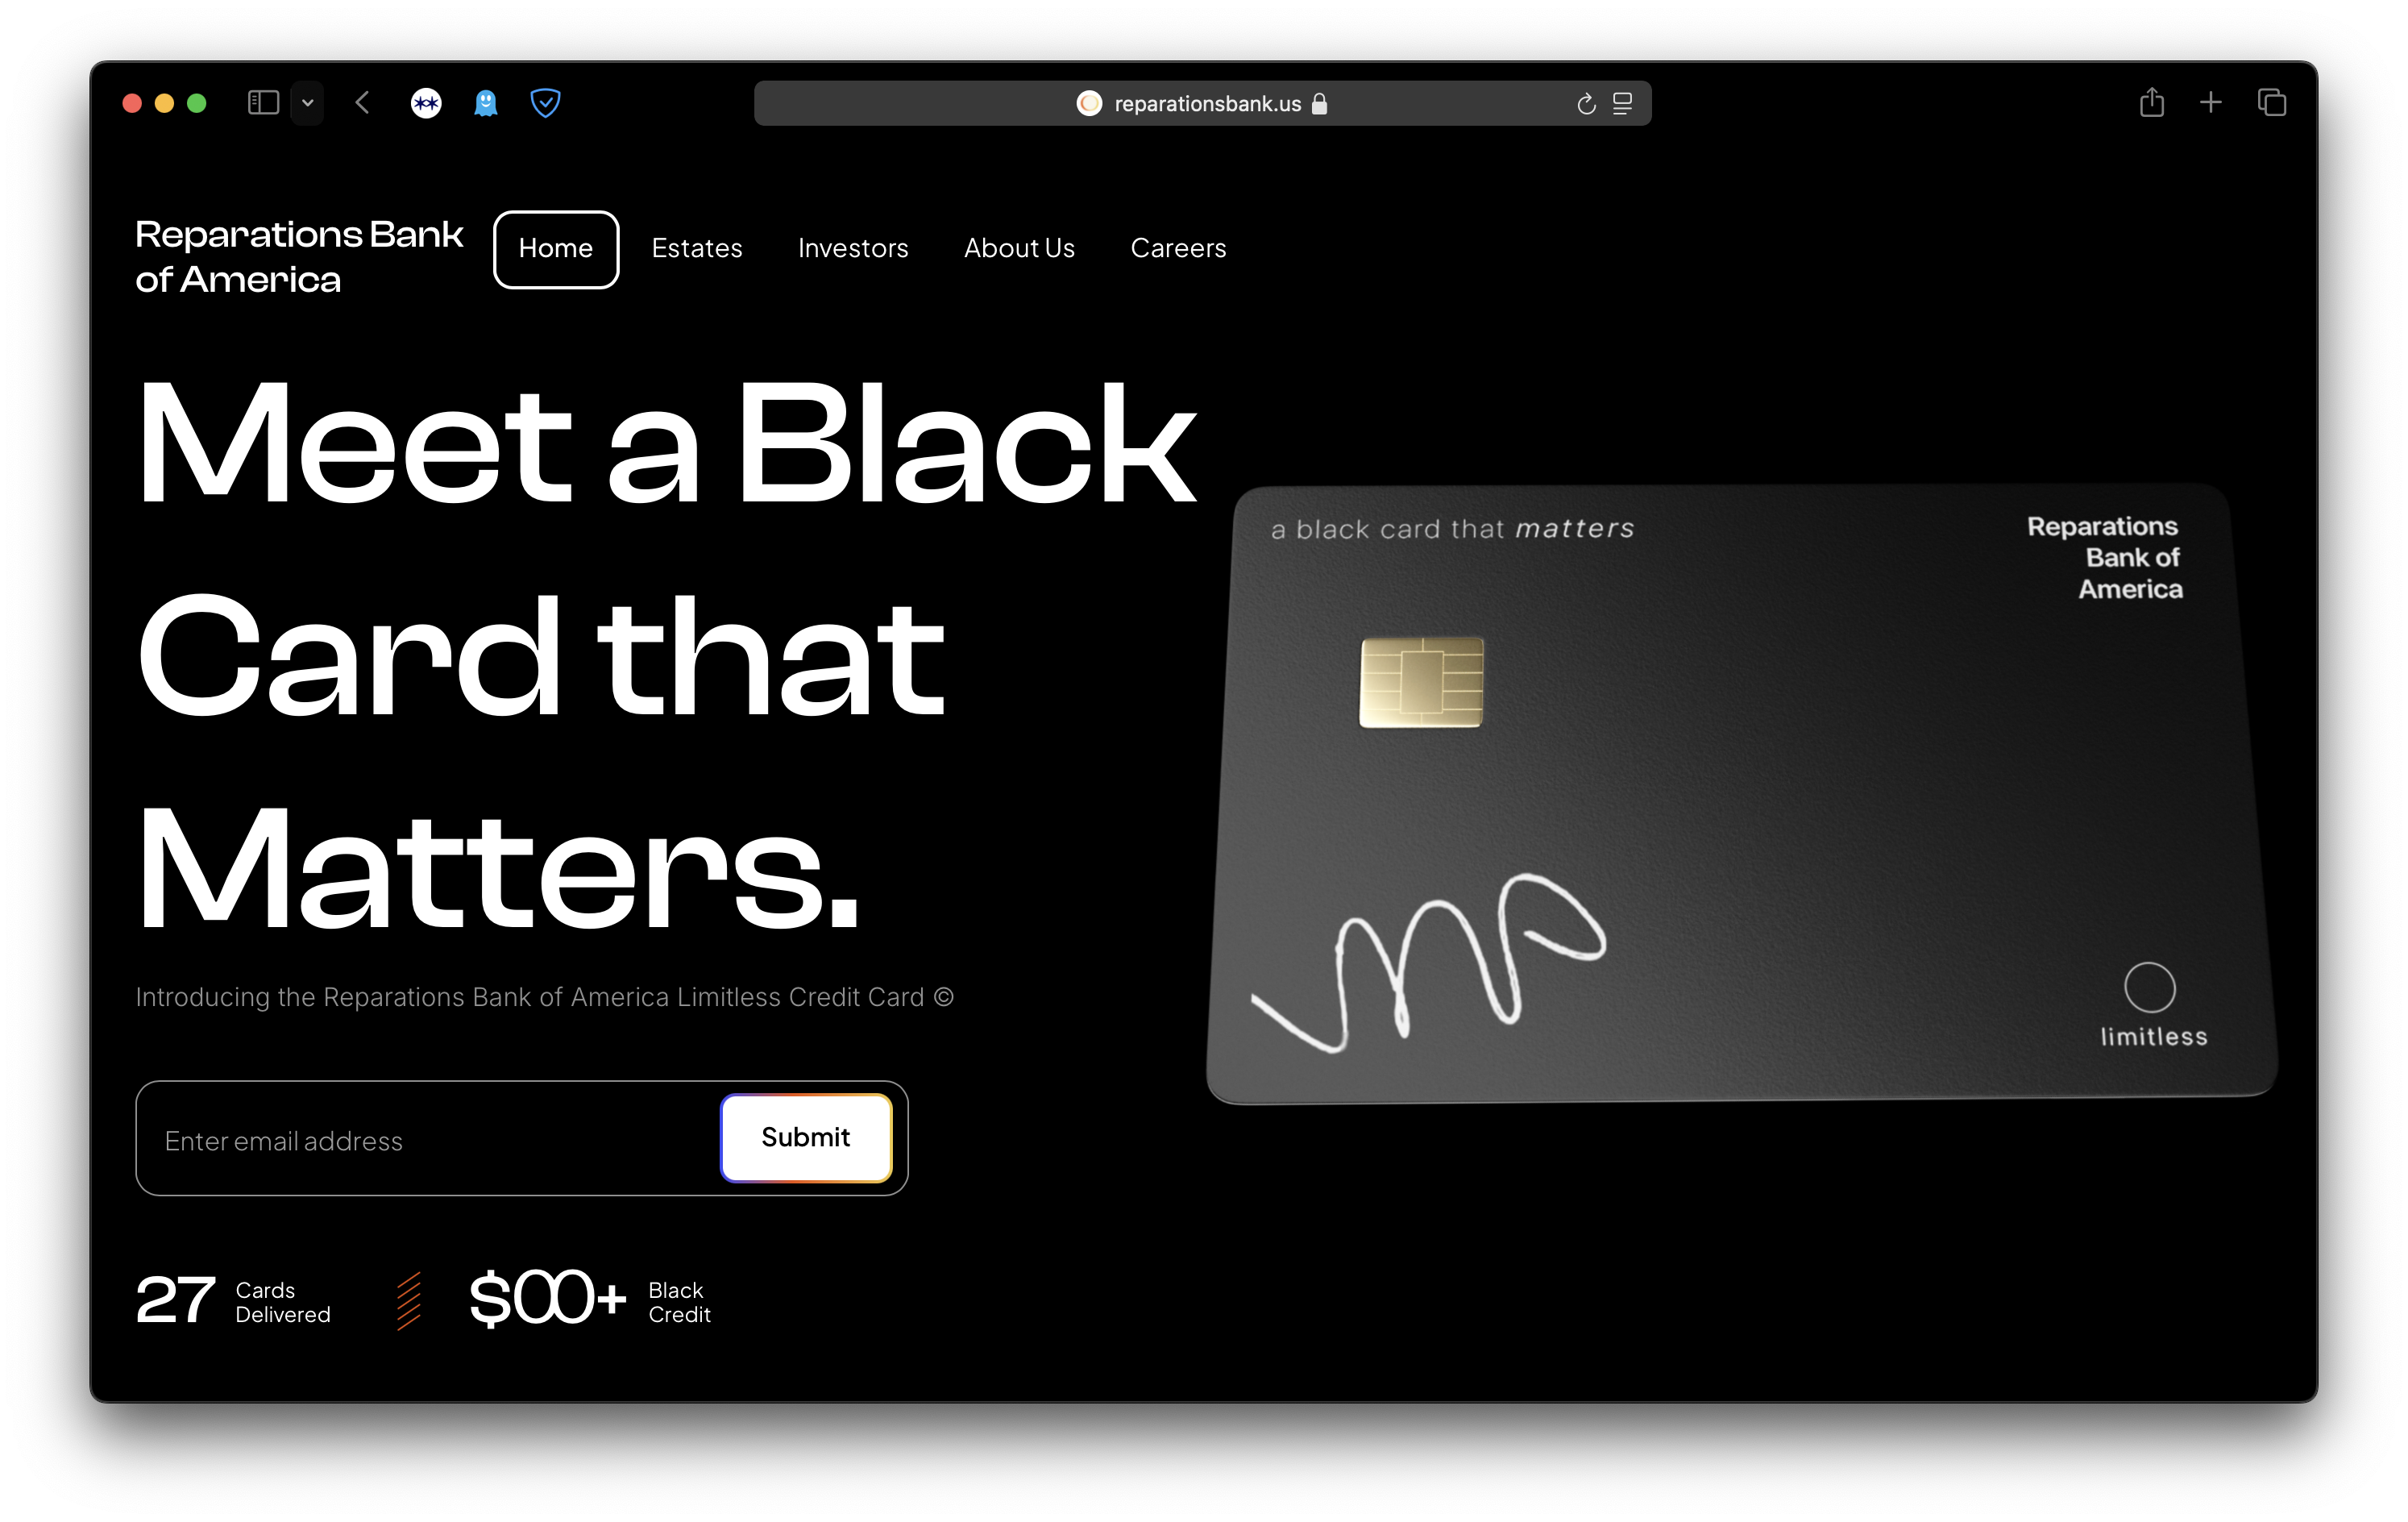 reparationsbank.us
Reparations Bank
of America
Home
Estates
Investors
About Us
Careers
Meet a Black
Card that
Matters.
Introducing the Reparations Bank of America Limitless Credit Card ©
Enter email address
Submit
27
Cards
Delivered
$00+
Black
Credit
a black card that matters
Reparations
Bank of
America
limitless